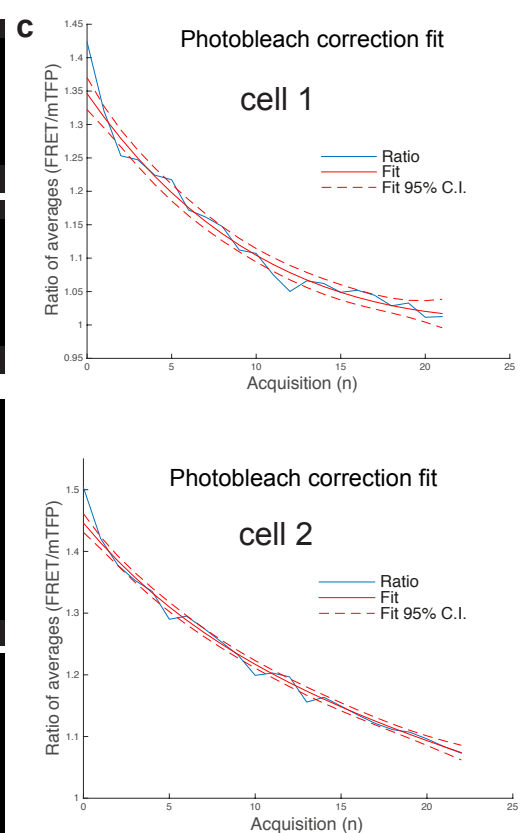 c
Photobleach correction fit
cell 1
Ratio of averages (FRET/mTFP)
1.45
1.4
1.35
1.3
1.25
1.2
1.15
1.1
1.05
1
0.95
Ratio
Fit
Fit 95% C.I.
0 5 10 15 20 25
Acquisition (n)
Photobleach correction fit
cell 2
Ratio of averages (FRET/mTFP)
1.5
1.4
1.3
1.2
1.1
1
Ratio
Fit
Fit 95% C.I.
0 5 10 15 20 25
Acquisition (n)